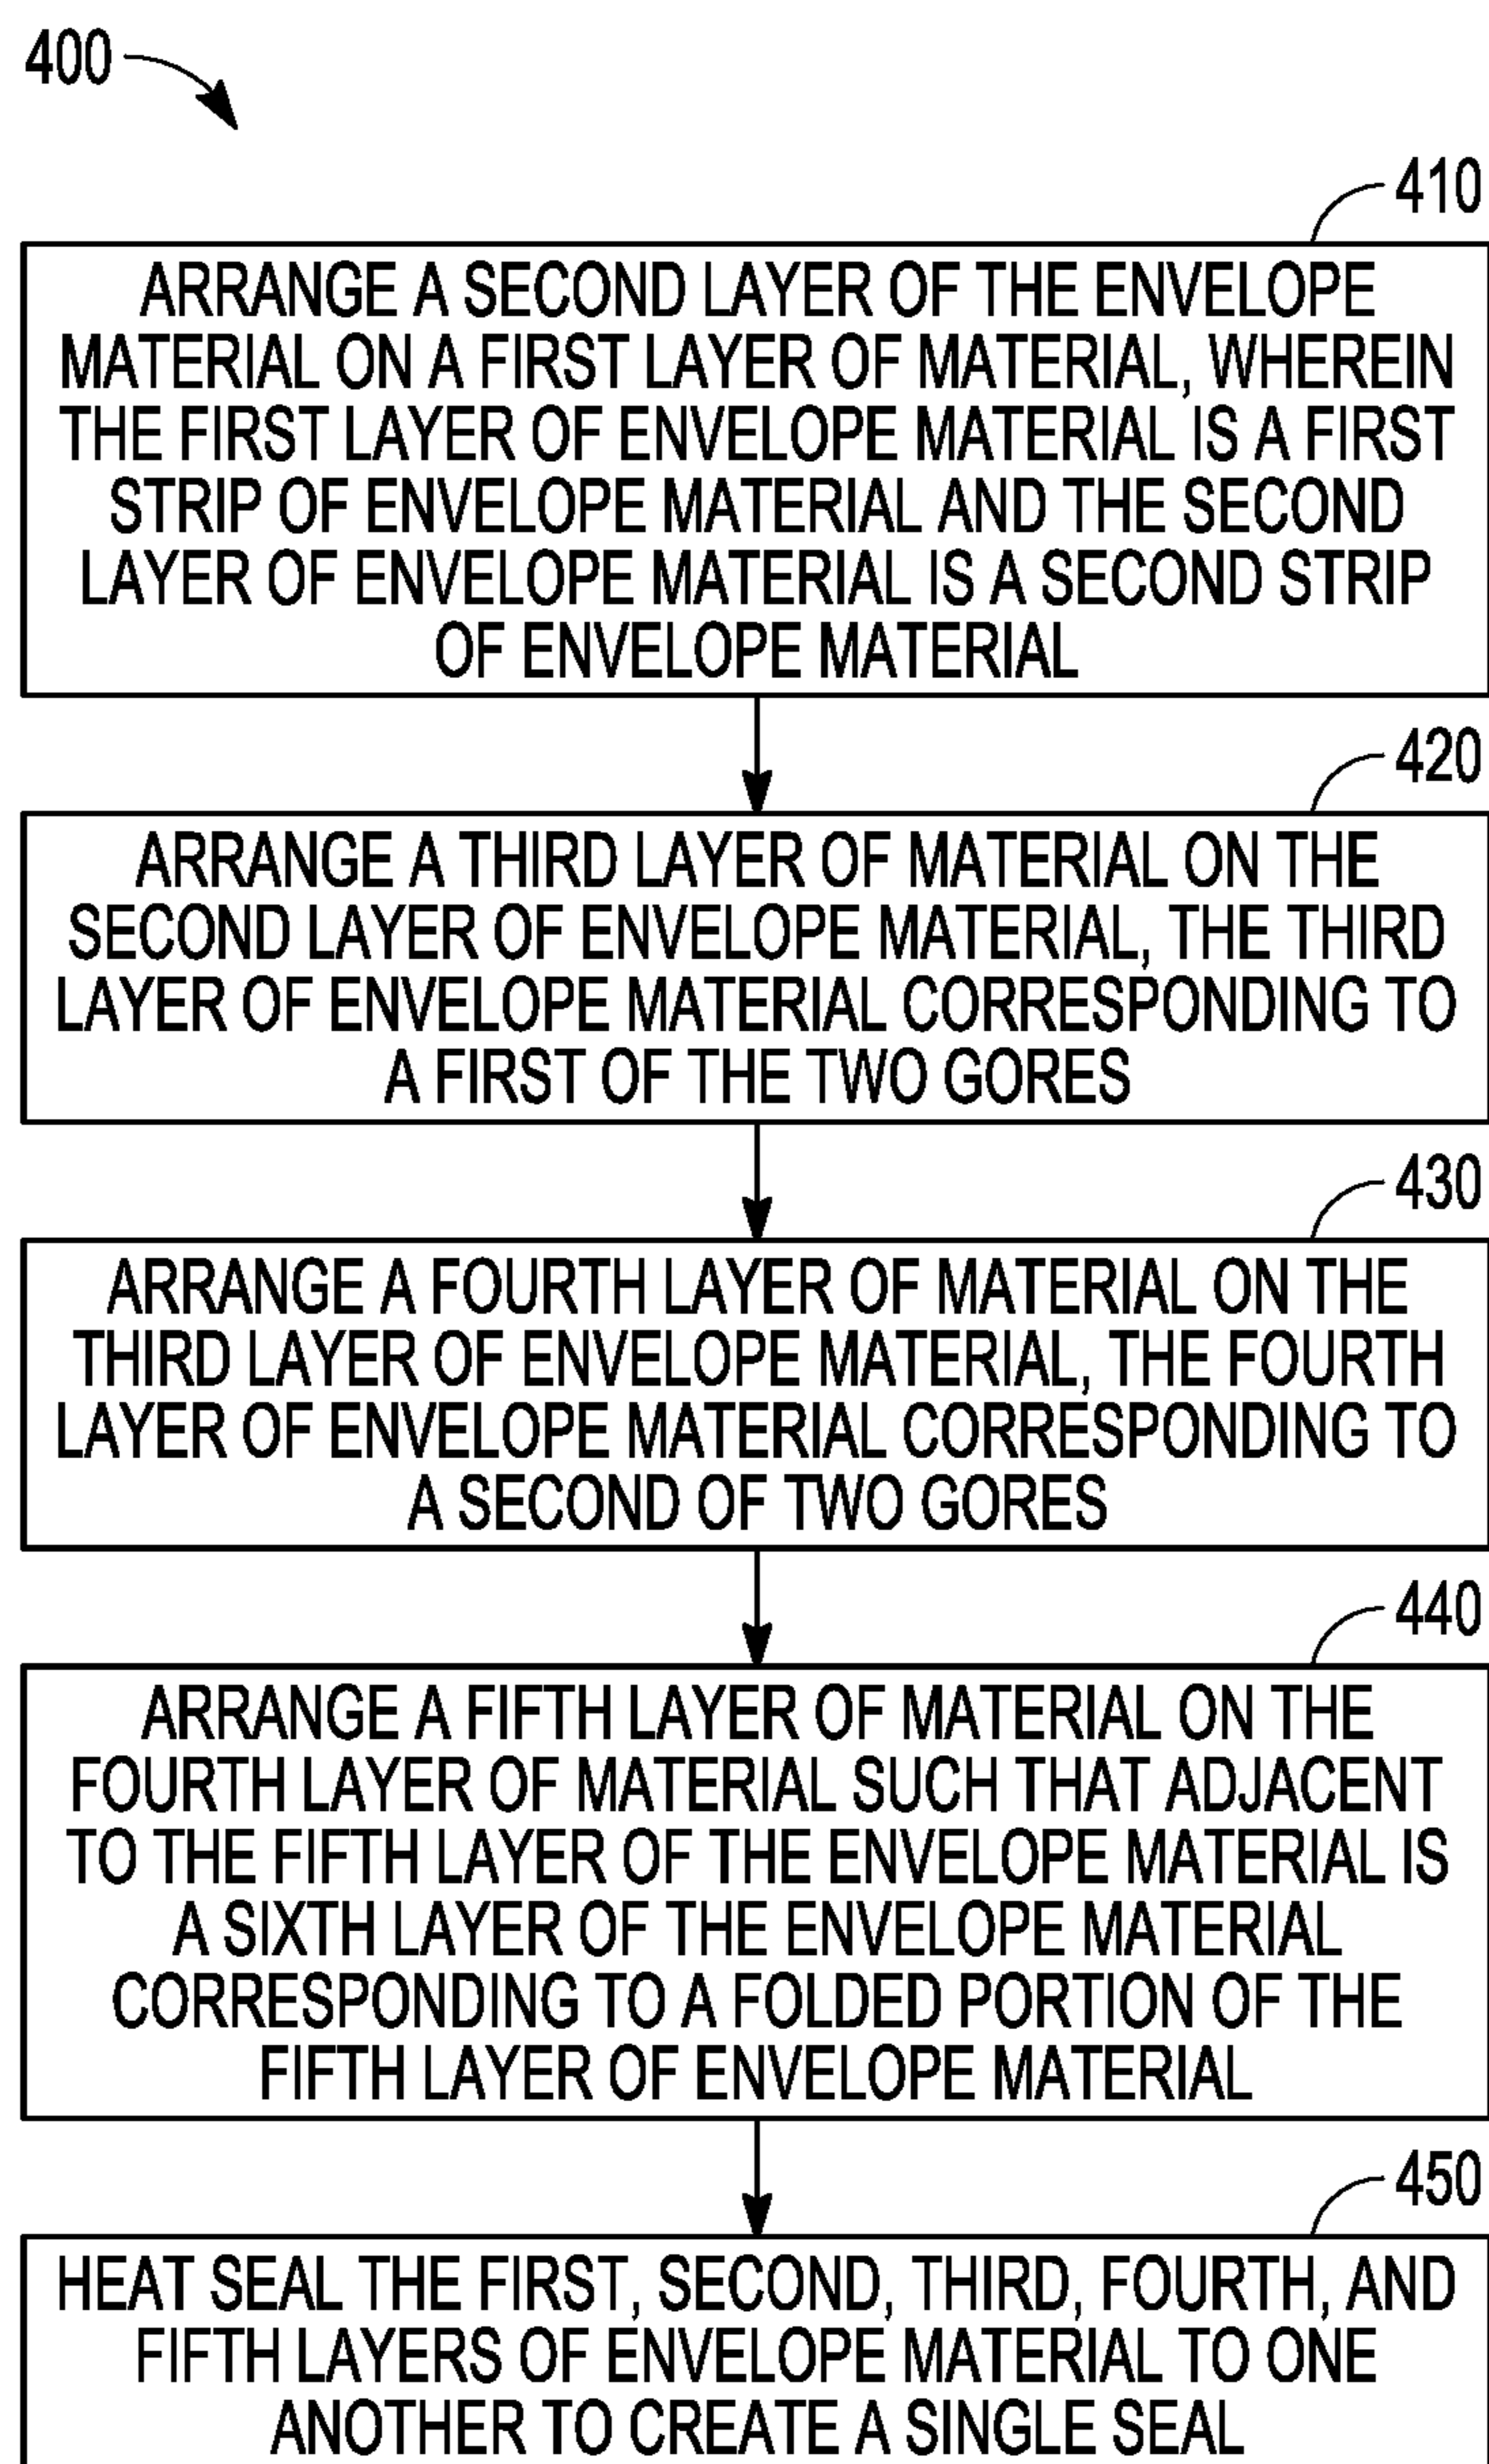 400
410
ARRANGE A SECOND LAYER OF THE ENVELOPE
MATERIAL ON A FIRST LAYER OF MATERIAL, WHEREIN
THE FIRST LAYER OF ENVELOPE MATERIAL IS A FIRST
STRIP OF ENVELOPE MATERIAL AND THE SECOND
LAYER OF ENVELOPE MATERIAL IS A SECOND STRIP
OF ENVELOPE MATERIAL
420
ARRANGE A THIRD LAYER OF MATERIAL ON THE
SECOND LAYER OF ENVELOPE MATERIAL, THE THIRD
LAYER OF ENVELOPE MATERIAL CORRESPONDING TO
A FIRST OF THE TWO GORES
430
ARRANGE A FOURTH LAYER OF MATERIAL ON THE
THIRD LAYER OF ENVELOPE MATERIAL, THE FOURTH
LAYER OF ENVELOPE MATERIAL CORRESPONDING TO
A SECOND OF TWO GORES
440
ARRANGE A FIFTH LAYER OF MATERIAL ON THE
FOURTH LAYER OF MATERIAL SUCH THAT ADJACENT
TO THE FIFTH LAYER OF THE ENVELOPE MATERIAL IS
A SIXTH LAYER OF THE ENVELOPE MATERIAL
CORRESPONDING TO A FOLDED PORTION OF THE
FIFTH LAYER OF ENVELOPE MATERIAL
450
HEAT SEAL THE FIRST, SECOND, THIRD, FOURTH, AND
FIFTH LAYERS OF ENVELOPE MATERIAL TO ONE
ANOTHER TO CREATE A SINGLE SEAL